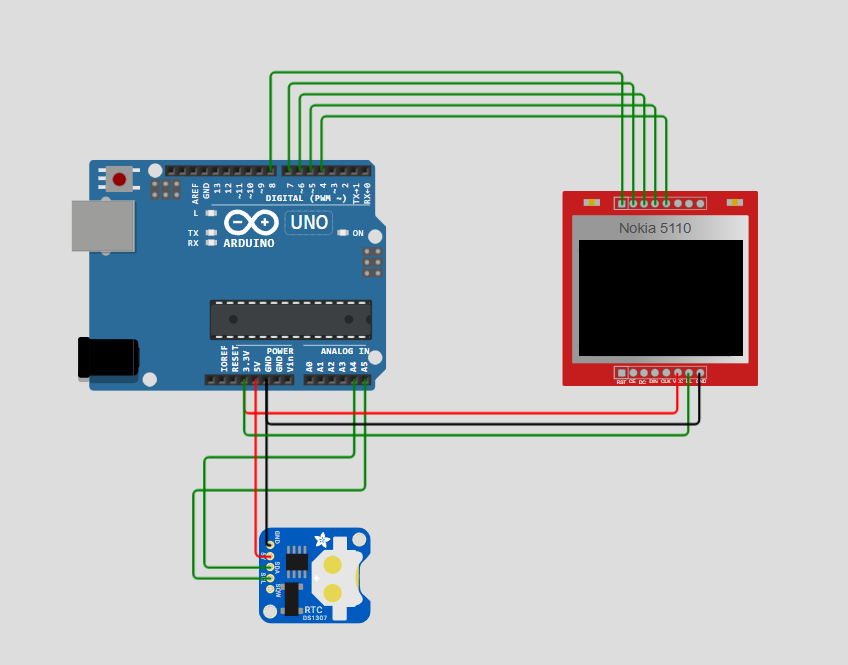 AREF
GND
13
12
~11
~10
~9
8
7
~6
~5
4
~3
2
TX→1
RX←0
DIGITAL (PWM ~)
L
TX
RX
UNO
ARDUINO
ON
IOREF
RESET
3.3V
5V
GND
GND
Vin
POWER
ANALOG IN
A0
A1
A2
A3
A4
A5
Nokia 5110
RST
CE
DC
DIN
CLK
VCC
GND
GND
5V
SDA
SCL
SQW
RTC
DS1307